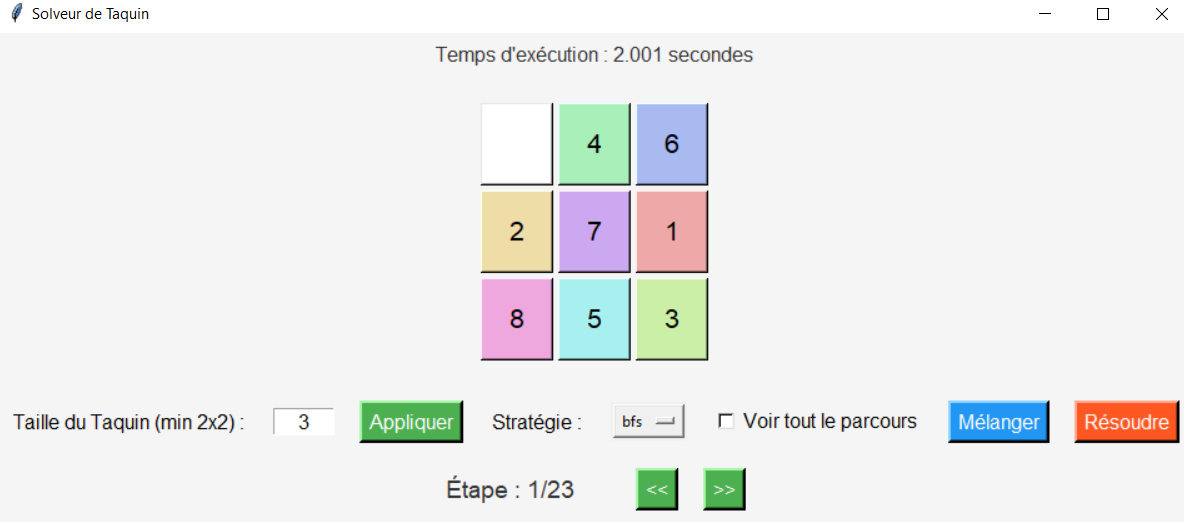 Solveur de Taquin
Temps d'exécution : 2.001 secondes
4 6
2 7 1
8 5 3
Taille du Taquin (min 2x2) : 3 Appliquer Stratégie : bfs Voir tout le parcours Mélanger Résoudre
Étape : 1/23 << >>